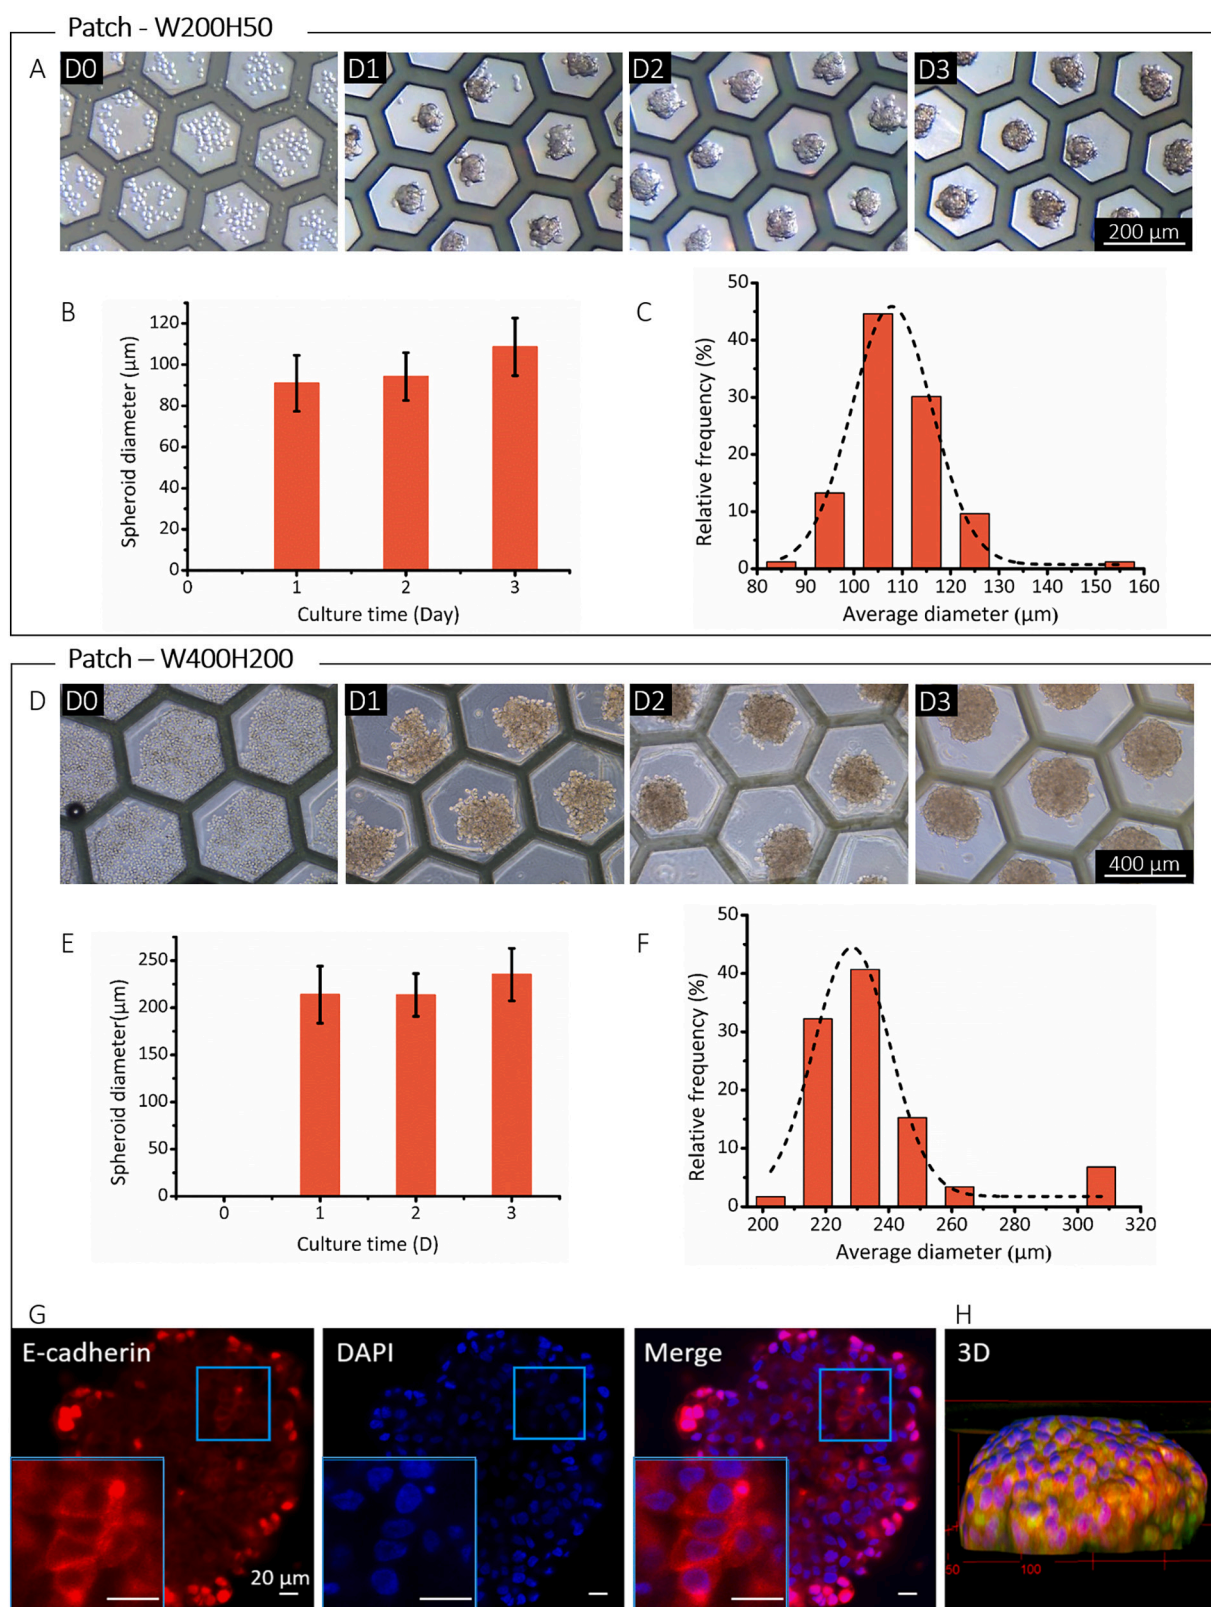 Patch - W200H50
A
D0
D1
D2
D3
200 µm
B
120
100
80
60
40
20
0
Spheroid diameter (µm)
0 1 2 3
Culture time (Day)
C
50
40
30
20
10
0
Relative frequency (%)
80 90 100 110 120 130 140 150 160
Average diameter (µm)
Patch – W400H200
D
D0
D1
D2
D3
400 µm
E
250
200
150
100
50
0
Spheroid diameter(µm)
0 1 2 3
Culture time (D)
F
50
40
30
20
10
0
Relative frequency (%)
200 220 240 260 280 300 320
Average diameter (µm)
G
E-cadherin
20 µm
DAPI
Merge
H
3D
50
100